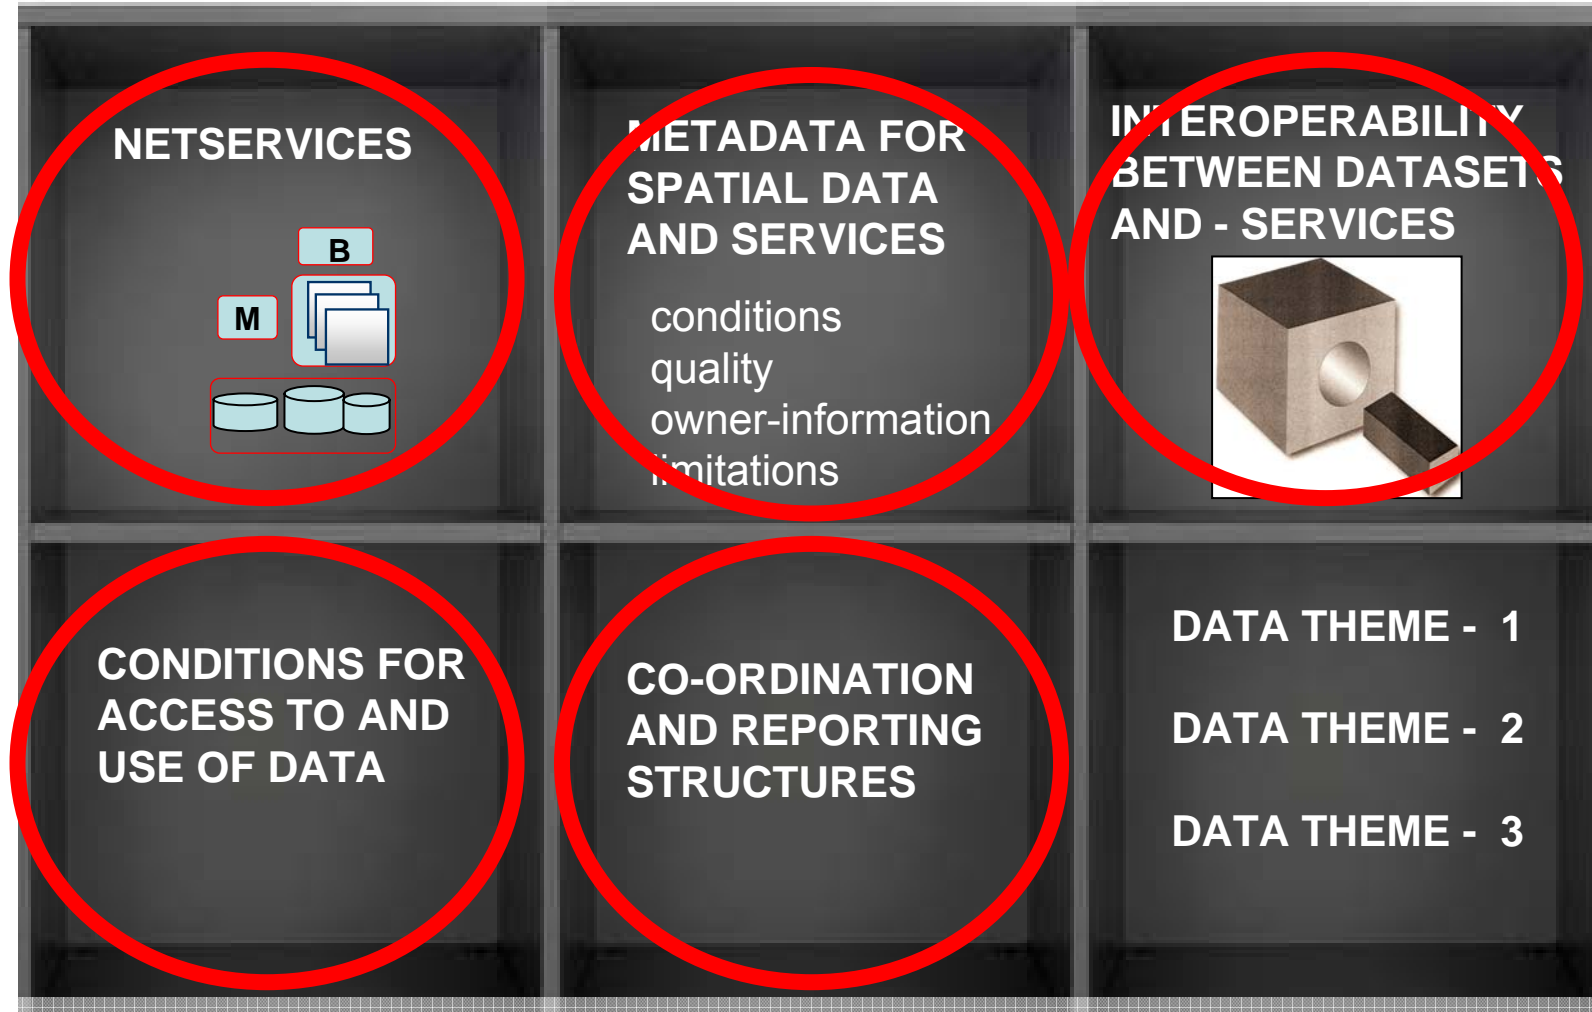 NETSERVICES
B
M
METADATA FOR
SPATIAL DATA
AND SERVICES
conditions
quality
owner-information
limitations
INTEROPERABILITY
BETWEEN DATASETS
AND - SERVICES
CONDITIONS FOR
ACCESS TO AND
USE OF DATA
CO-ORDINATION
AND REPORTING
STRUCTURES
DATA THEME - 1
DATA THEME - 2
DATA THEME - 3